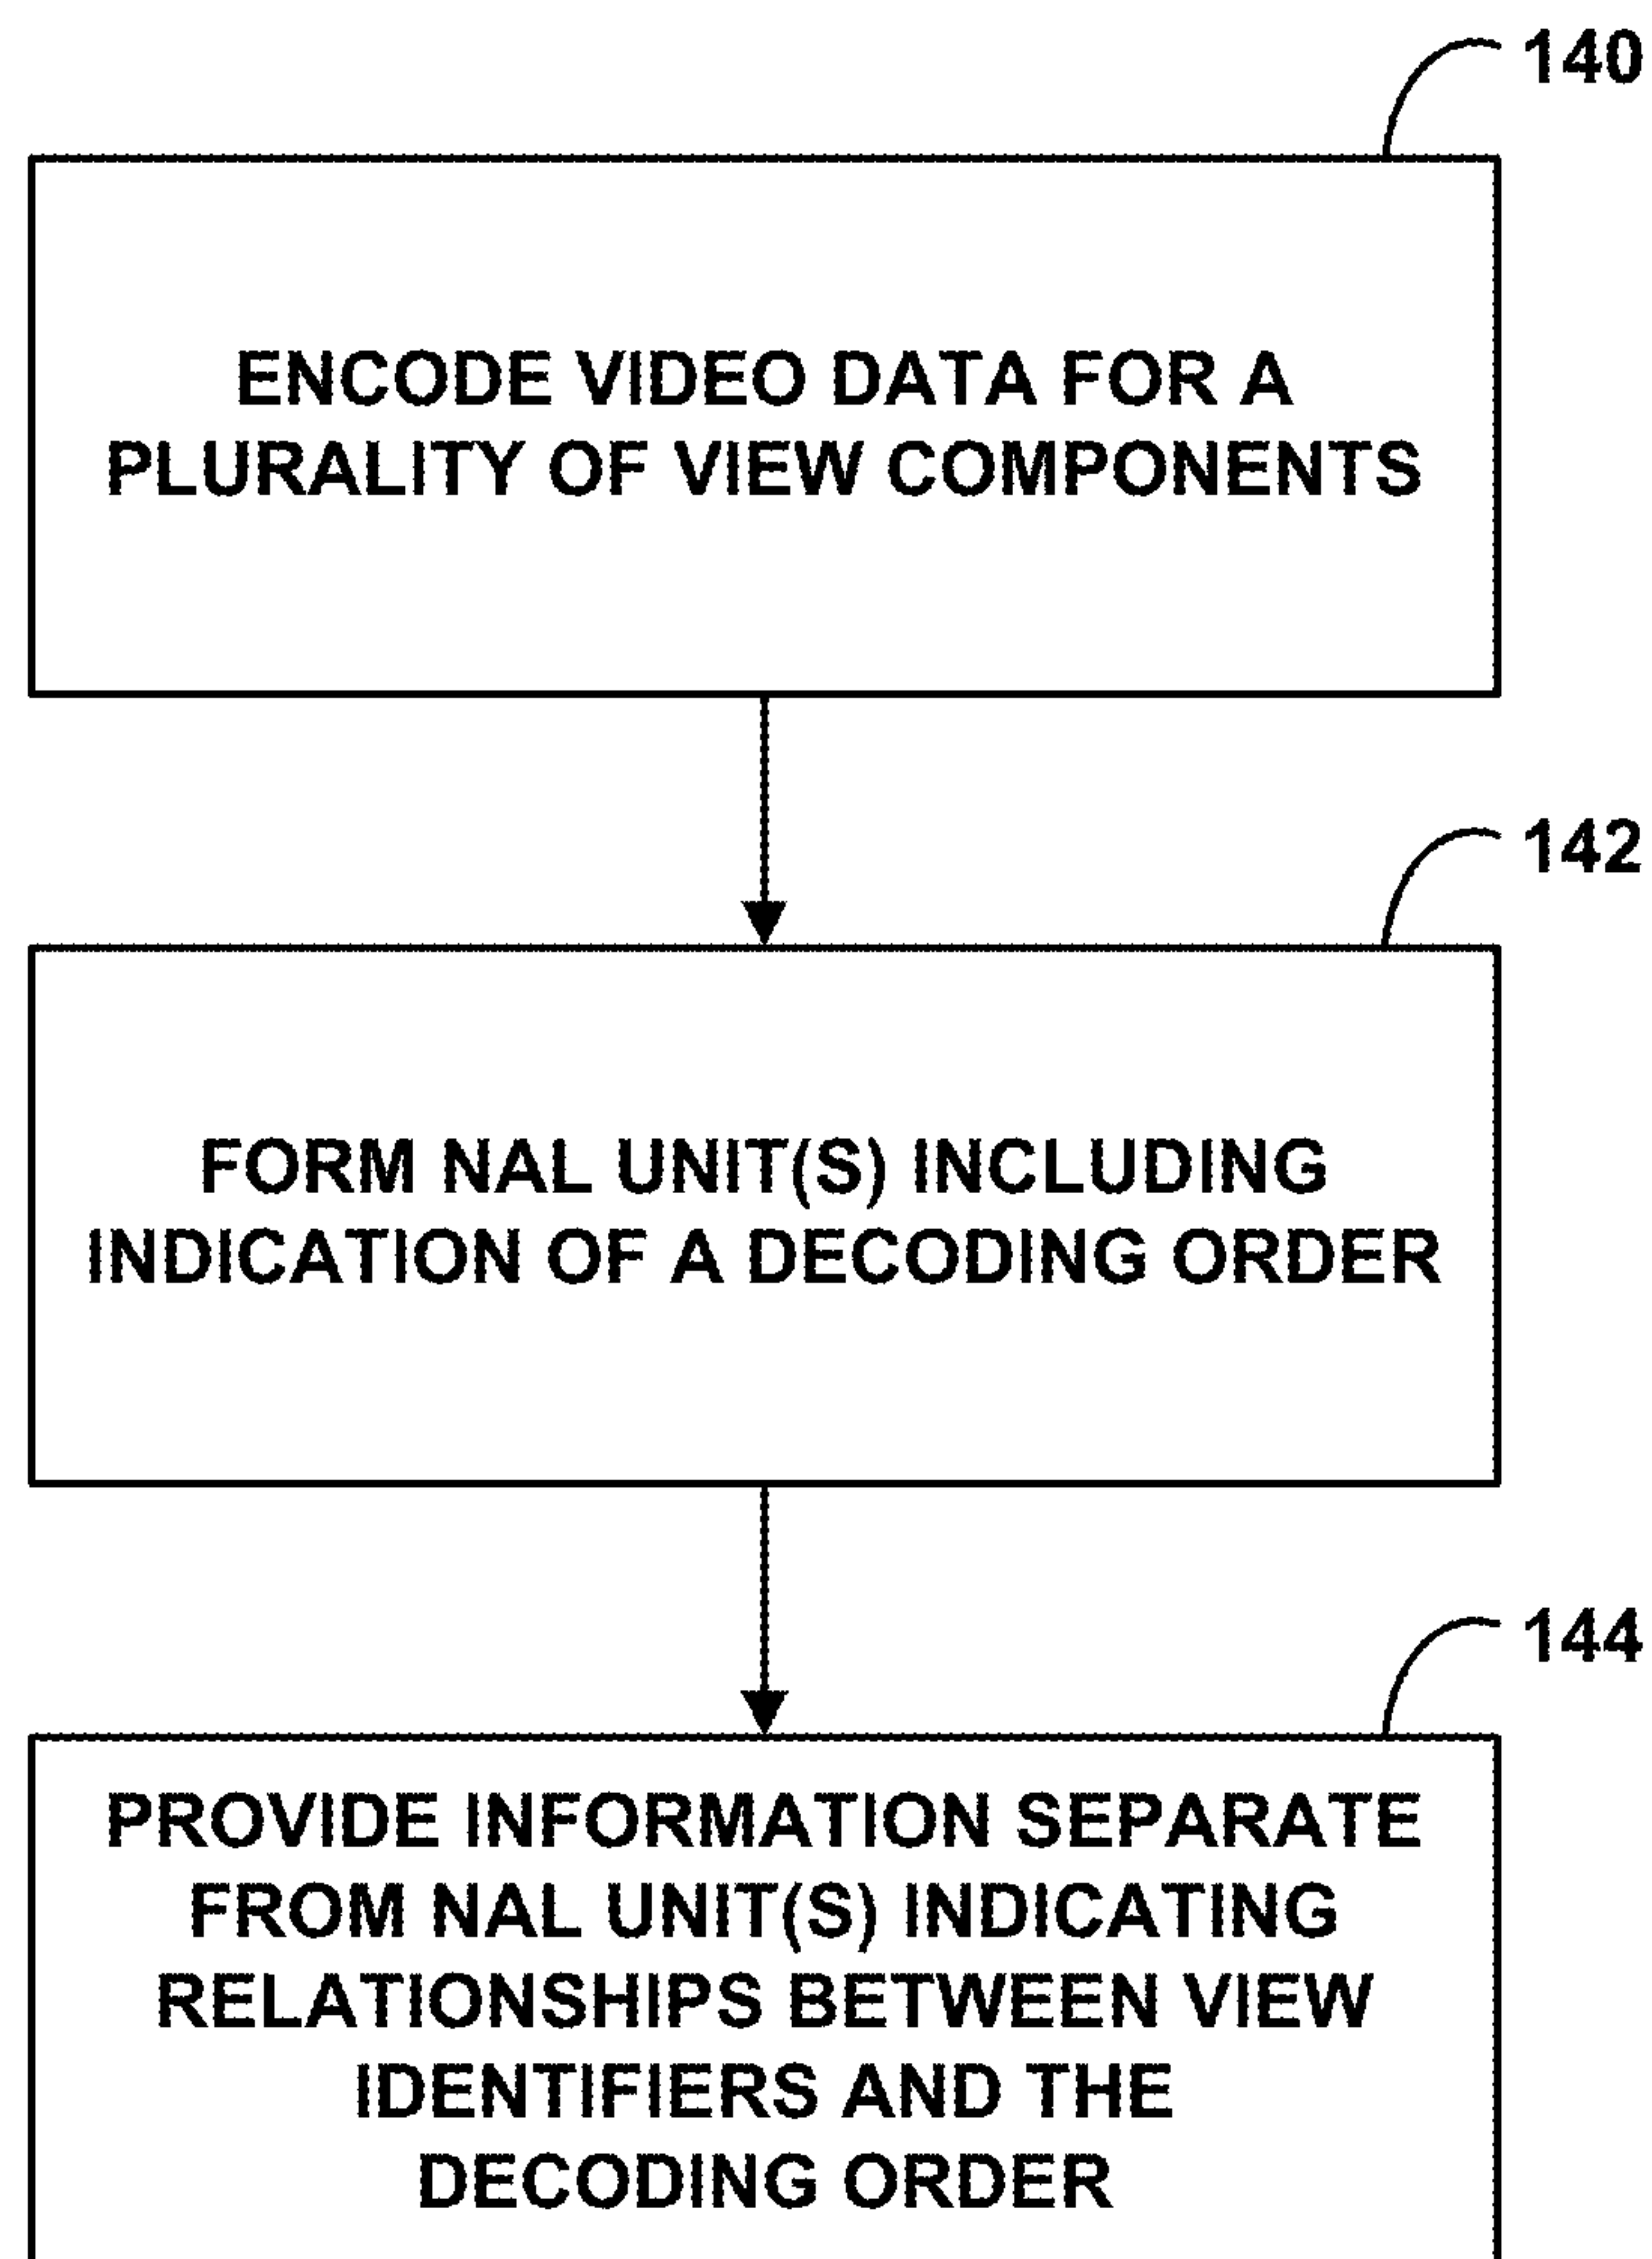 140
ENCODE VIDEO DATA FOR A
PLURALITY OF VIEW COMPONENTS
142
FORM NAL UNIT(S) INCLUDING
INDICATION OF A DECODING ORDER
144
PROVIDE INFORMATION SEPARATE
FROM NAL UNIT(S) INDICATING
RELATIONSHIPS BETWEEN VIEW
IDENTIFIERS AND THE
DECODING ORDER